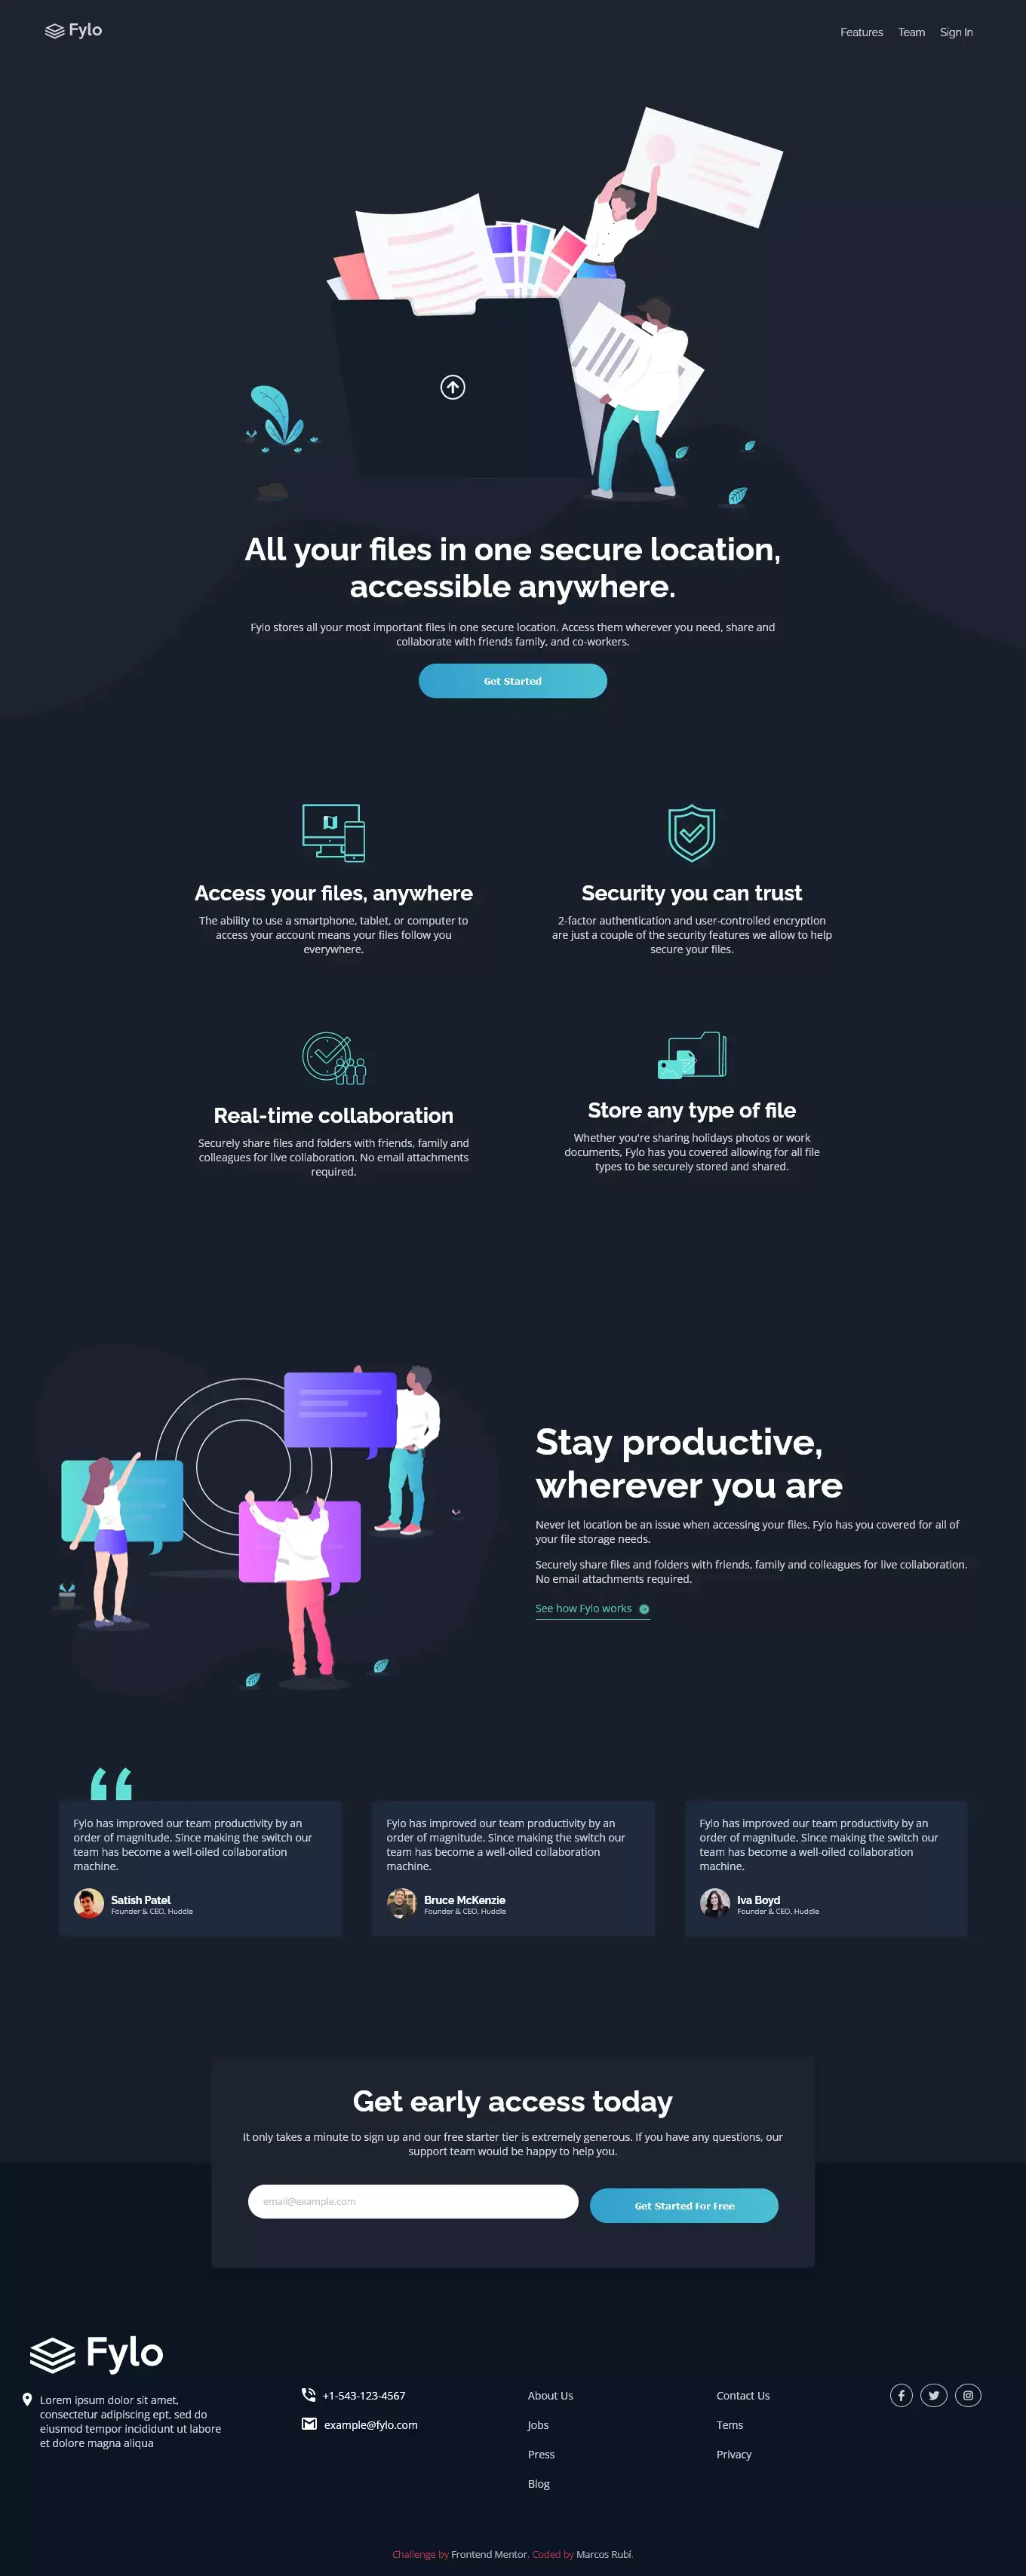 Fylo
Features Team Sign In
All your files in one secure location,
accessible anywhere.
Fylo stores all your most important files in one secure location. Access them wherever you need, share and
collaborate with friends family, and co-workers.
Get Started
Access your files, anywhere
The ability to use a smartphone, tablet, or computer to
access your account means your files follow you
everywhere.
Security you can trust
2-factor authentication and user-controlled encryption
are just a couple of the security features we allow to help
secure your files.
Real-time collaboration
Securely share files and folders with friends, family and
colleagues for live collaboration. No email attachments
required.
Store any type of file
Whether you're sharing holidays photos or work
documents, Fylo has you covered allowing for all file
types to be securely stored and shared.
Stay productive,
wherever you are
Never let location be an issue when accessing your files. Fylo has you covered for all of
your file storage needs.
Securely share files and folders with friends, family and colleagues for live collaboration.
No email attachments required.
See how Fylo works
Fylo has improved our team productivity by an
order of magnitude. Since making the switch our
team has become a well-oiled collaboration
machine.
Satish Patel
Founder & CEO, Huddle
Fylo has improved our team productivity by an
order of magnitude. Since making the switch our
team has become a well-oiled collaboration
machine.
Bruce McKenzie
Founder & CEO, Huddle
Fylo has improved our team productivity by an
order of magnitude. Since making the switch our
team has become a well-oiled collaboration
machine.
Iva Boyd
Founder & CEO, Huddle
Get early access today
It only takes a minute to sign up and our free starter tier is extremely generous. If you have any questions, our
support team would be happy to help you.
email@example.com
Get Started For Free
Fylo
Lorem ipsum dolor sit amet,
consectetur adipiscing ept, sed do
eiusmod tempor incididunt ut labore
et dolore magna aliqua
+1-543-123-4567
example@fylo.com
About Us
Jobs
Press
Blog
Contact Us
Tems
Privacy
Challenge by Frontend Mentor. Coded by Marcos Rubí.